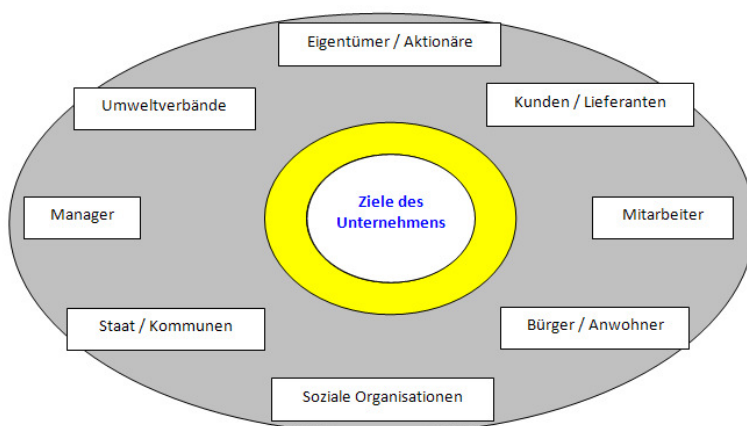 Eigentümer / Aktionäre
Umweltverbände
Kunden / Lieferanten
Ziele des
Unternehmens
Manager
Mitarbeiter
Staat / Kommunen
Bürger / Anwohner
Soziale Organisationen